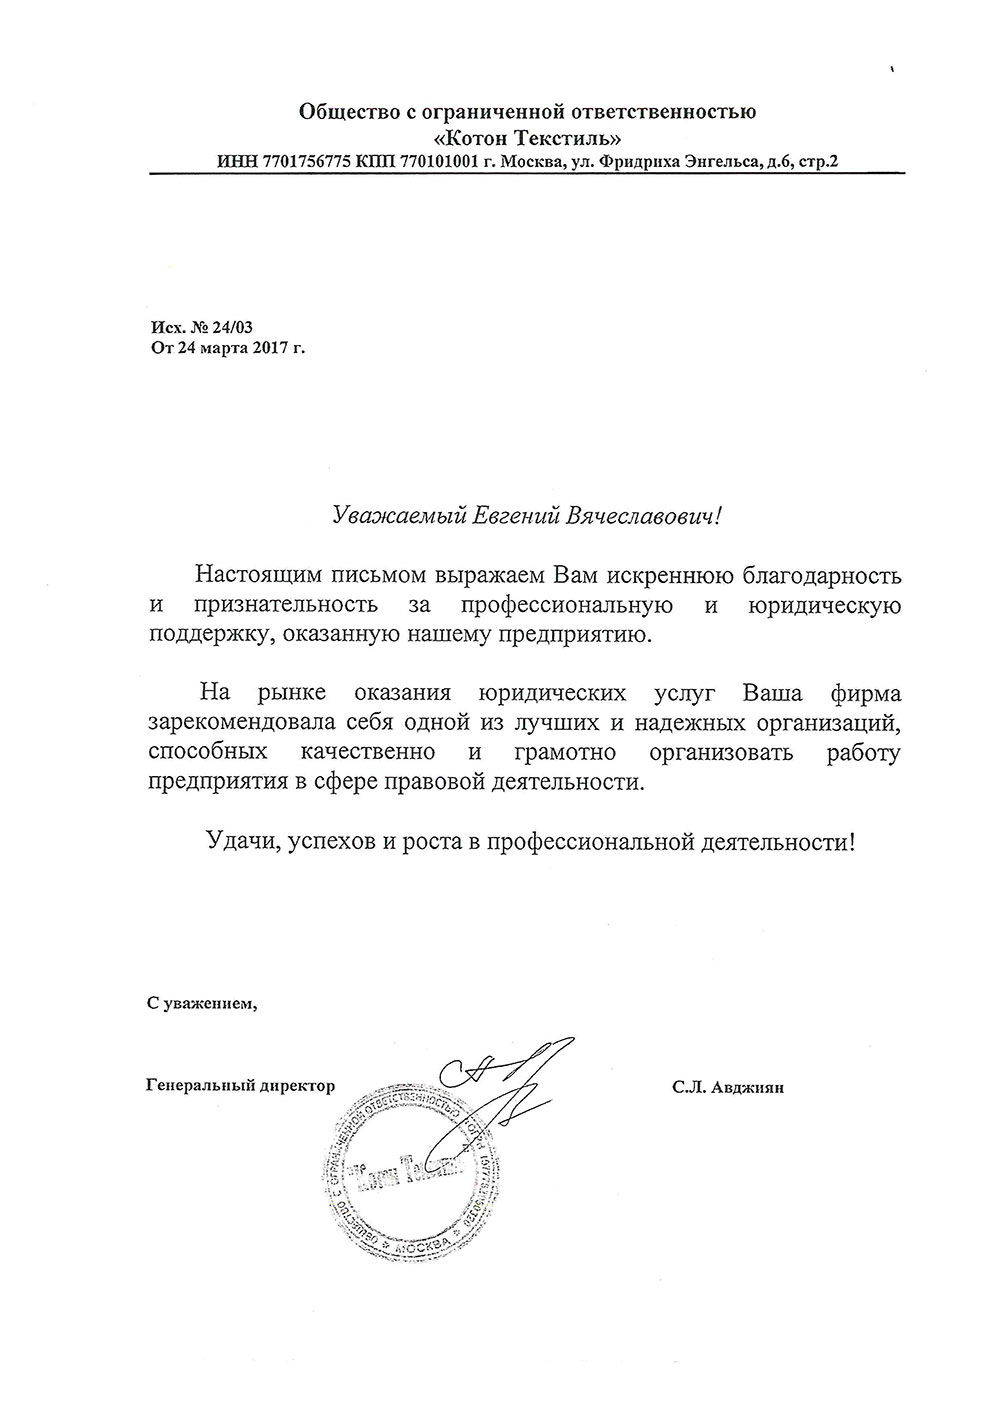 Общество с ограниченной ответственностью
«Котон Текстиль»
ИНН 7701756775 КПП 770101001 г. Москва, ул. Фридриха Энгельса, д.6, стр.2
Исх. № 24/03
От 24 марта 2017 г.
Уважаемый Евгений Вячеславович!
Настоящим письмом выражаем Вам искреннюю благодарность
и признательность за профессиональную и юридическую
поддержку, оказанную нашему предприятию.
На рынке оказания юридических услуг Ваша фирма
зарекомендовала себя одной из лучших и надежных организаций,
способных качественно и грамотно организовать работу
предприятия в сфере правовой деятельности.
Удачи, успехов и роста в профессиональной деятельности!
С уважением,
Генеральный директор С.Л. Авджиян
ОБЩЕСТВО С ОГРАНИЧЕННОЙ ОТВЕТСТВЕННОСТЬЮ
ОГРН
Котон
МОСКВА